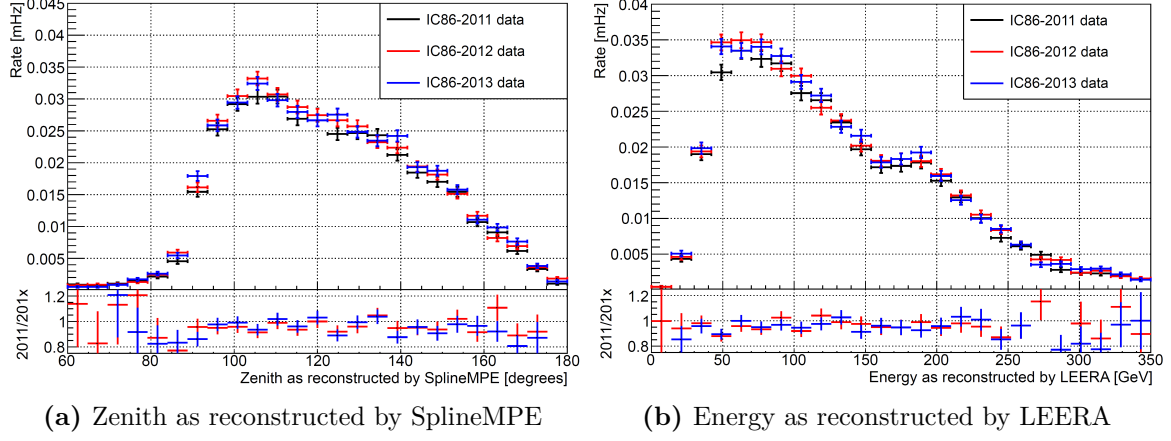 0.045
0.04
0.035
0.03
0.025
0.02
0.015
0.01
0.005
Rate [mHz]
IC86-2011 data
IC86-2012 data
IC86-2013 data
1.2
1
0.8
2011/201x
60 80 100 120 140 160 180
Zenith as reconstructed by SplineMPE [degrees]
(a) Zenith as reconstructed by SplineMPE
0.04
0.035
0.03
0.025
0.02
0.015
0.01
0.005
Rate [mHz]
IC86-2011 data
IC86-2012 data
IC86-2013 data
1.2
1
0.8
2011/201x
0 50 100 150 200 250 300 350
Energy as reconstructed by LEERA [GeV]
(b) Energy as reconstructed by LEERA